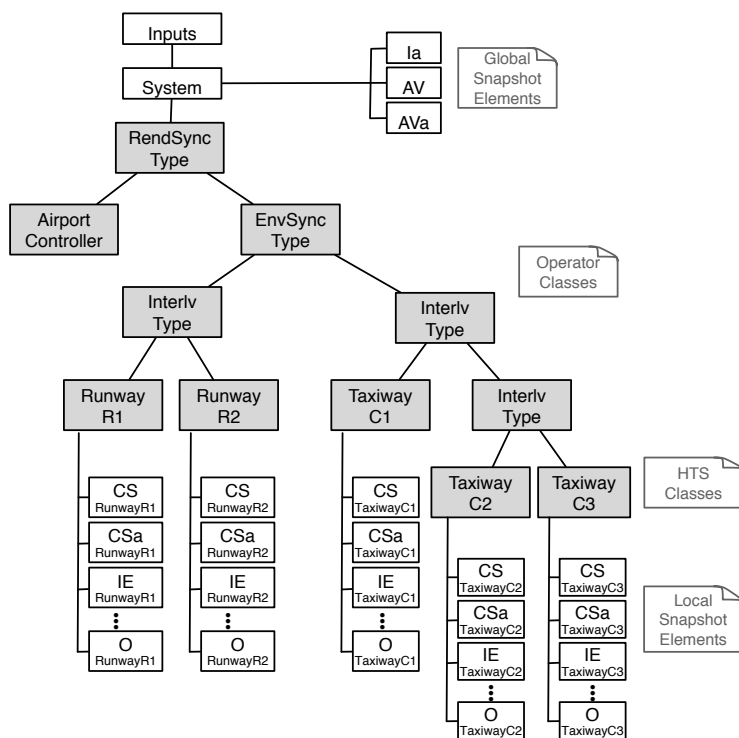 Inputs
System
Ia
AV
AVa
Global
Snapshot
Elements
RendSync
Type
Airport
Controller
EnvSync
Type
Operator
Classes
Interlv
Type
Interlv
Type
Runway
R1
Runway
R2
Taxiway
C1
Interlv
Type
Taxiway
C2
Taxiway
C3
HTS
Classes
CS
RunwayR1
CSa
RunwayR1
IE
RunwayR1
O
RunwayR1
CS
RunwayR2
CSa
RunwayR2
IE
RunwayR2
O
RunwayR2
CS
TaxiwayC1
CSa
TaxiwayC1
IE
TaxiwayC1
O
TaxiwayC1
CS
TaxiwayC2
CSa
TaxiwayC2
IE
TaxiwayC2
O
TaxiwayC2
CS
TaxiwayC3
CSa
TaxiwayC3
IE
TaxiwayC3
O
TaxiwayC3
Local
Snapshot
Elements